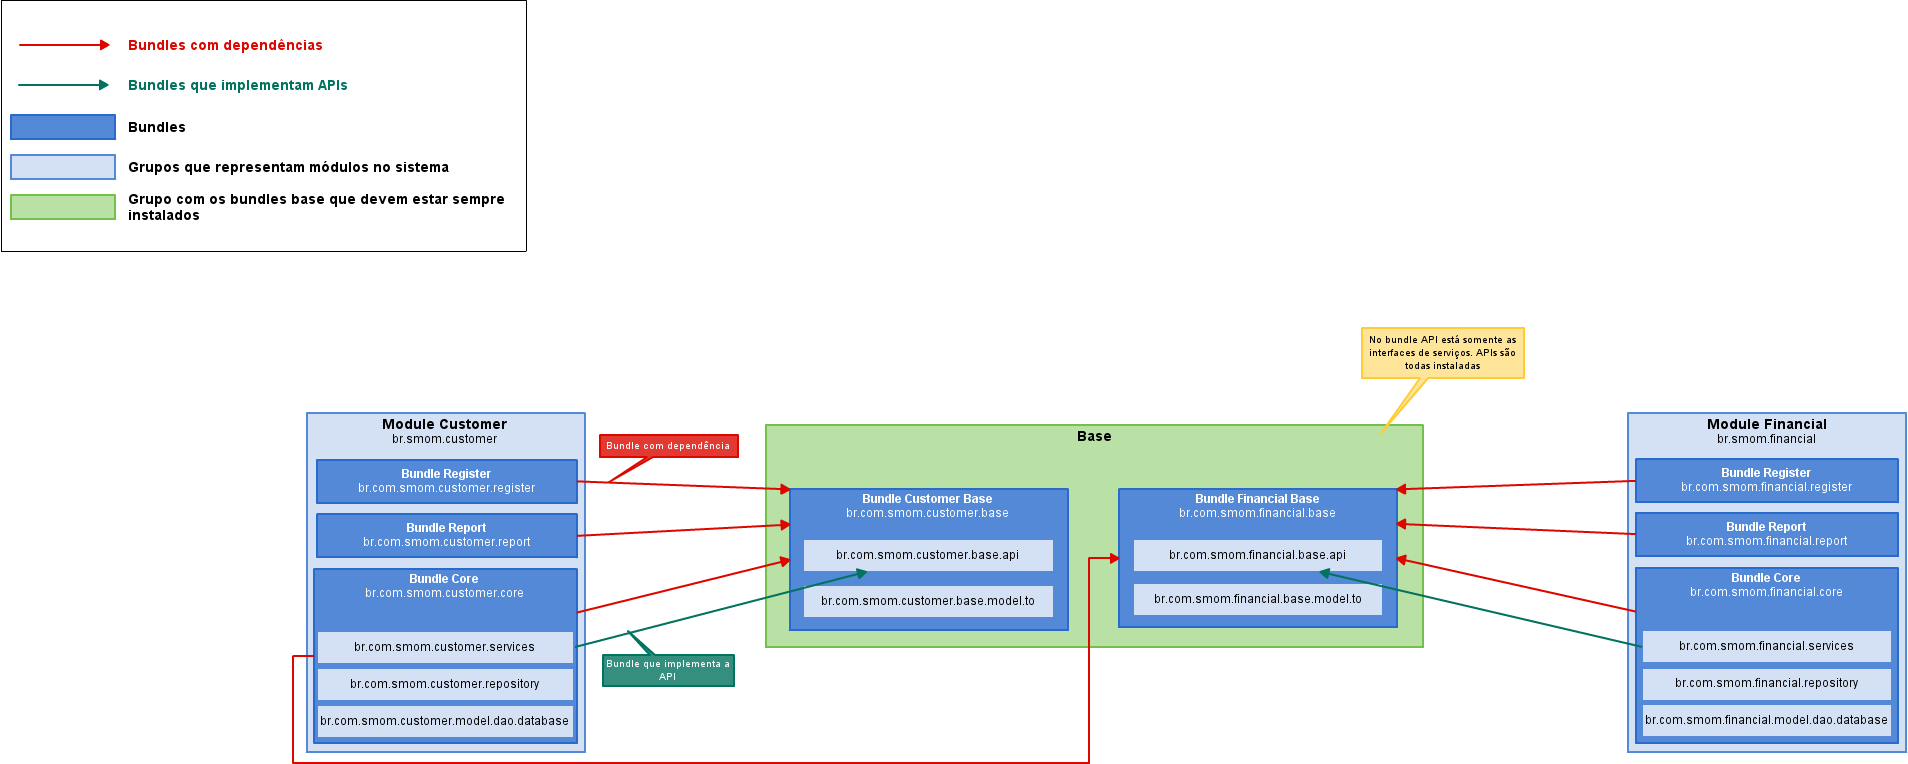 Bundles com dependências
Bundles que implementam APIs
Bundles
Grupos que representam módulos no sistema
Grupo com os bundles base que devem estar sempre
instalados
No bundle API está somente as
interfaces de serviços. APIs são
todas instaladas
Module Customer
br.smom.customer
Bundle Register
br.com.smom.customer.register
Bundle Report
br.com.smom.customer.report
Bundle Core
br.com.smom.customer.core
br.com.smom.customer.services
br.com.smom.customer.repository
br.com.smom.customer.model.dao.database
Bundle com dependência
Bundle que implementa a
API
Base
Bundle Customer Base
br.com.smom.customer.base
br.com.smom.customer.base.api
br.com.smom.customer.base.model.to
Bundle Financial Base
br.com.smom.financial.base
br.com.smom.financial.base.api
br.com.smom.financial.base.model.to
Module Financial
br.smom.financial
Bundle Register
br.com.smom.financial.register
Bundle Report
br.com.smom.financial.report
Bundle Core
br.com.smom.financial.core
br.com.smom.financial.services
br.com.smom.financial.repository
br.com.smom.financial.model.dao.database